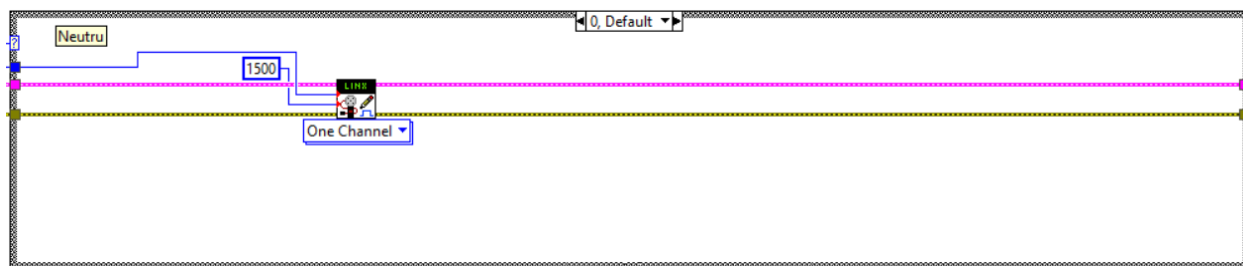 0, Default
Neutru
?
1500
LINX
One Channel